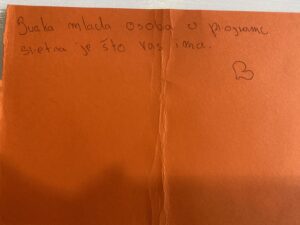 Svaka mlada osoba u programu
sretna je što vas ima.